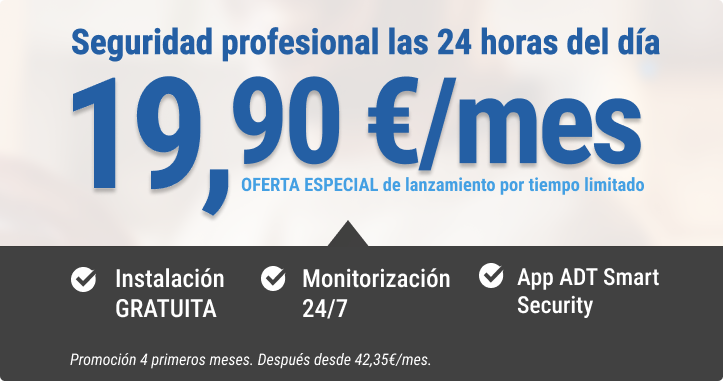 Seguridad profesional las 24 horas del día
19,90 €/mes
OFERTA ESPECIAL de lanzamiento por tiempo limitado
Instalación
GRATUITA
Monitorización
24/7
App ADT Smart
Security
Promoción 4 primeros meses. Después desde 42,35€/mes.